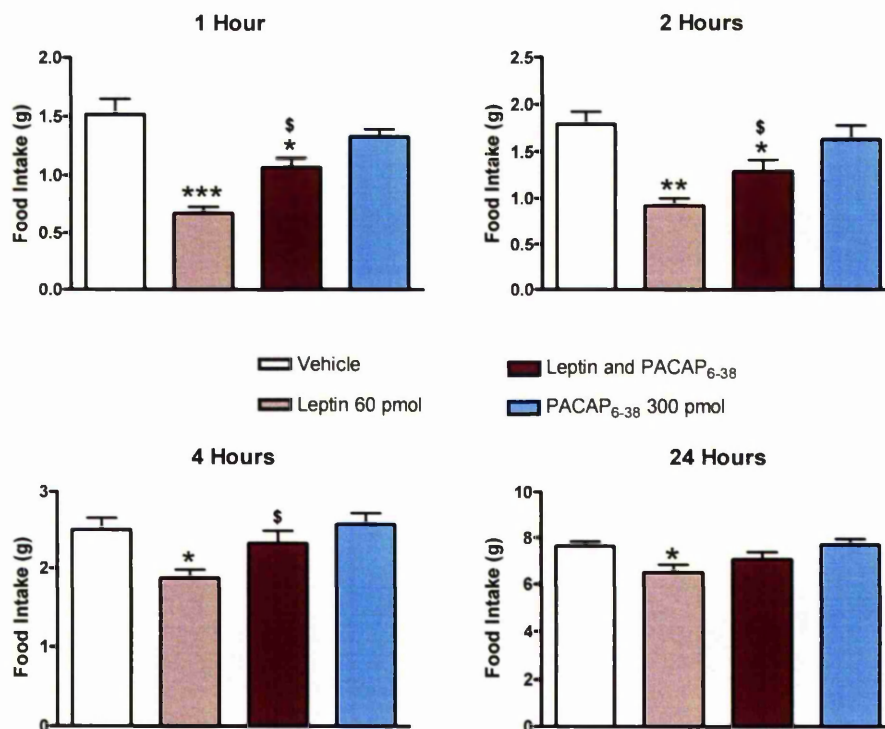 1 Hour
2.0
1.5
1.0
0.5
0.0
Food Intake (g)
***
$
*
2 Hours
2.5
2.0
1.5
1.0
0.5
0.0
Food Intake (g)
**
$
*
Vehicle
Leptin 60 pmol
Leptin and PACAP6-38
PACAP6-38 300 pmol
4 Hours
3
2
1
0
Food Intake (g)
*
$
24 Hours
10
8
6
4
2
0
Food Intake (g)
*